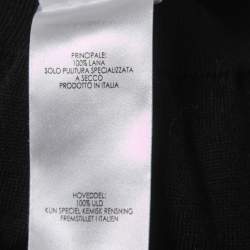 PRINCIPALE:
100% LANA
SOLO PULITURA SPECIALIZZATA
A SECCO
PRODOTTO IN ITALIA
HOVEDDEL:
100% ULD
KUN SPECIEL KEMISK RENSNING
FREMSTILLET I ITALIEN